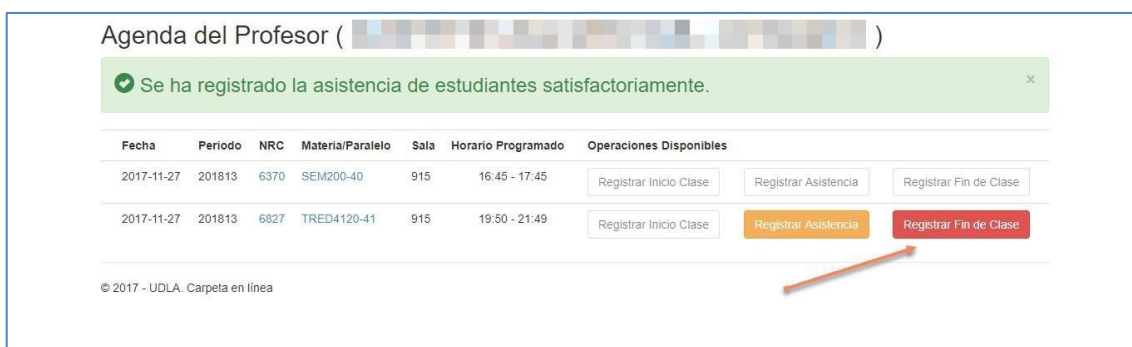 Agenda del Profesor ( )
Se ha registrado la asistencia de estudiantes satisfactoriamente. ×
Fecha Periodo NRC Materia/Paralelo Sala Horario Programado Operaciones Disponibles
2017-11-27 201813 6370 SEM200-40 915 16:45 - 17:45 Registrar Inicio Clase Registrar Asistencia Registrar Fin de Clase
2017-11-27 201813 6827 TRED4120-41 915 19:50 - 21:49 Registrar Inicio Clase Registrar Asistencia Registrar Fin de Clase
© 2017 - UDLA. Carpeta en línea